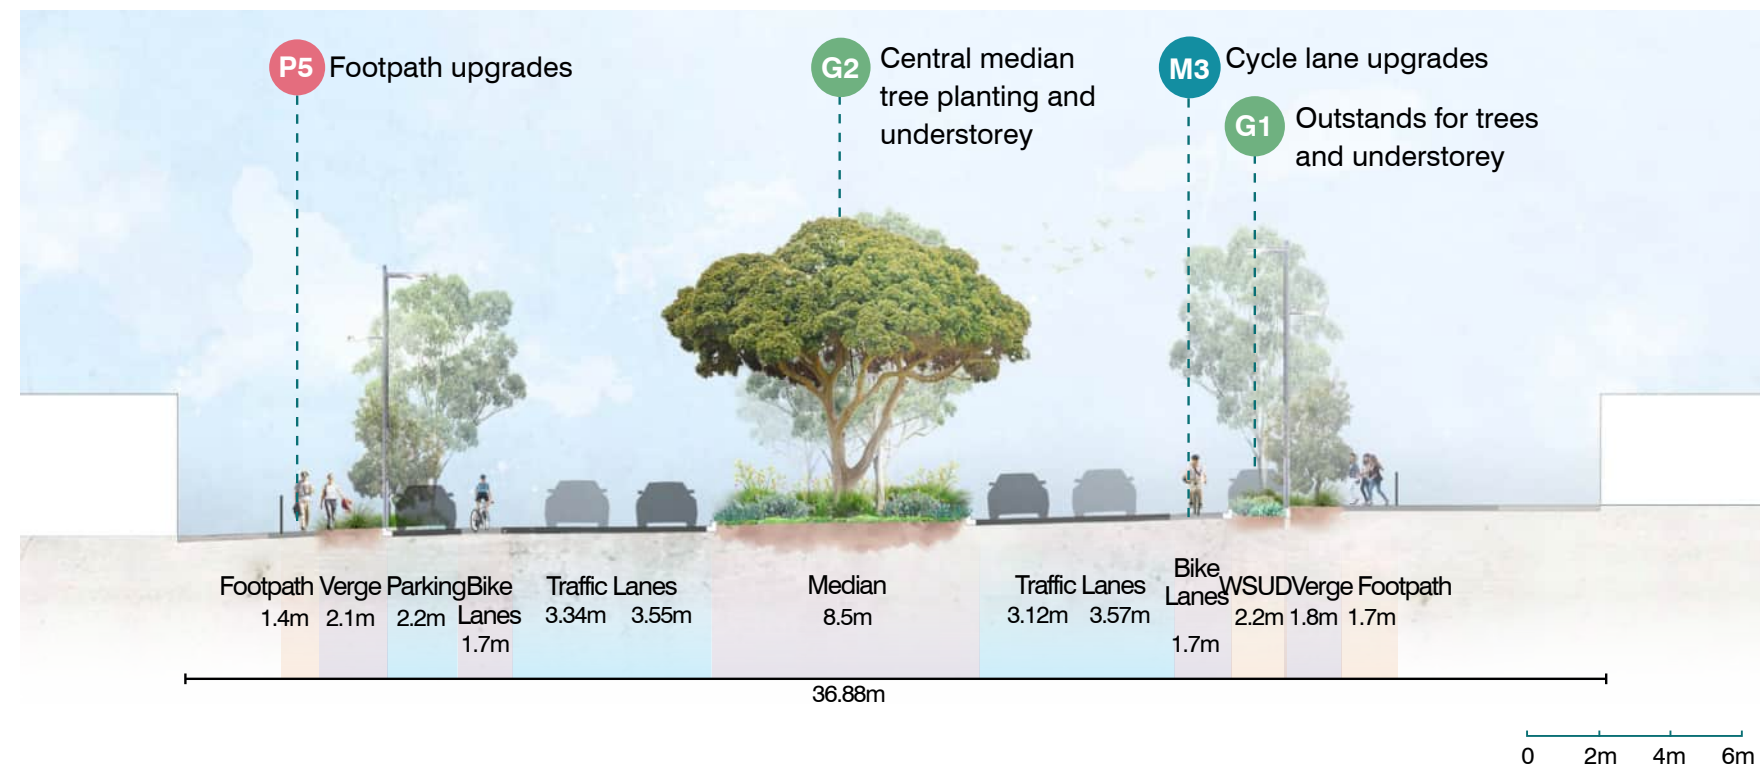 P5 Footpath upgrades
G2 Central median
tree planting and
understorey
M3 Cycle lane upgrades
G1 Outstands for trees
and understorey
Footpath
1.4m
Verge
2.1m
Parking
2.2m
Bike
Lanes
1.7m
Traffic Lanes
3.34m 3.55m
Median
8.5m
Traffic Lanes
3.12m 3.57m
Bike
Lanes
1.7m
WSUD
2.2m
Verge
1.8m
Footpath
1.7m
36.88m
0 2m 4m 6m